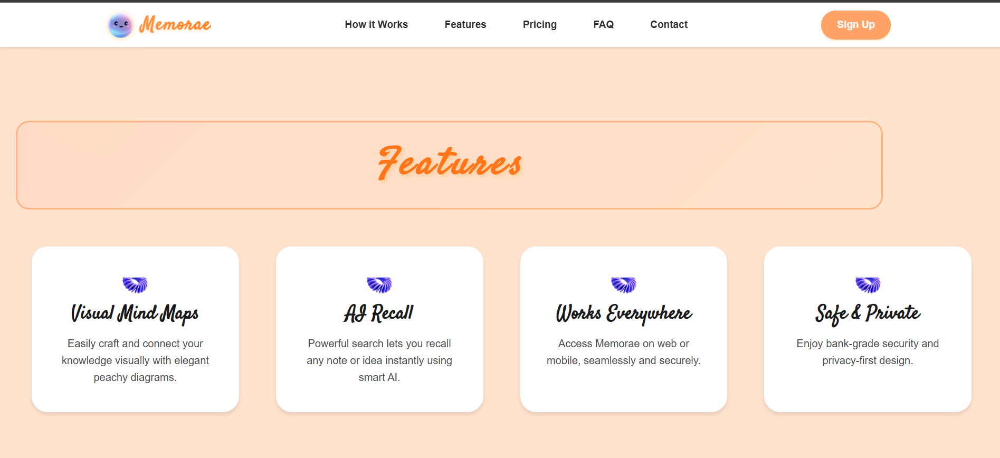 Memorae
How it Works
Features
Pricing
FAQ
Contact
Sign Up
Features
Visual Mind Maps
Easily craft and connect your
knowledge visually with elegant
peachy diagrams.
AI Recall
Powerful search lets you recall
any note or idea instantly using
smart AI.
Works Everywhere
Access Memorae on web or
mobile, seamlessly and securely.
Safe & Private
Enjoy bank-grade security and
privacy-first design.